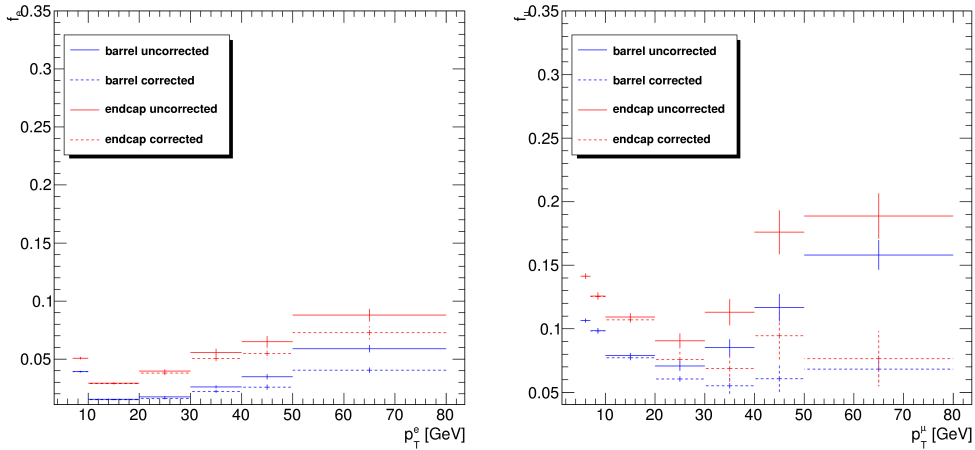 f_e
0.35
0.3
0.25
0.2
0.15
0.1
0.05
barrel uncorrected
barrel corrected
endcap uncorrected
endcap corrected
10 20 30 40 50 60 70 80
p_T^e [GeV]
f_μ
0.35
0.3
0.25
0.2
0.15
0.1
0.05
barrel uncorrected
barrel corrected
endcap uncorrected
endcap corrected
10 20 30 40 50 60 70 80
p_T^μ [GeV]